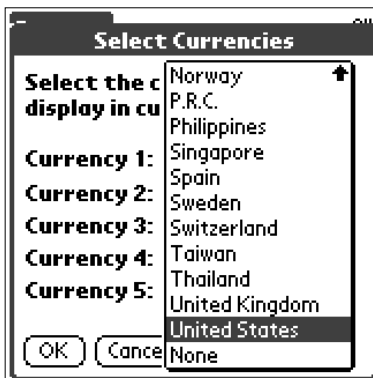 Select Currencies
Select the c
display in cu
Currency 1:
Currency 2:
Currency 3:
Currency 4:
Currency 5:
OK
Cance
Norway
P.R.C.
Philippines
Singapore
Spain
Sweden
Switzerland
Taiwan
Thailand
United Kingdom
United States
None